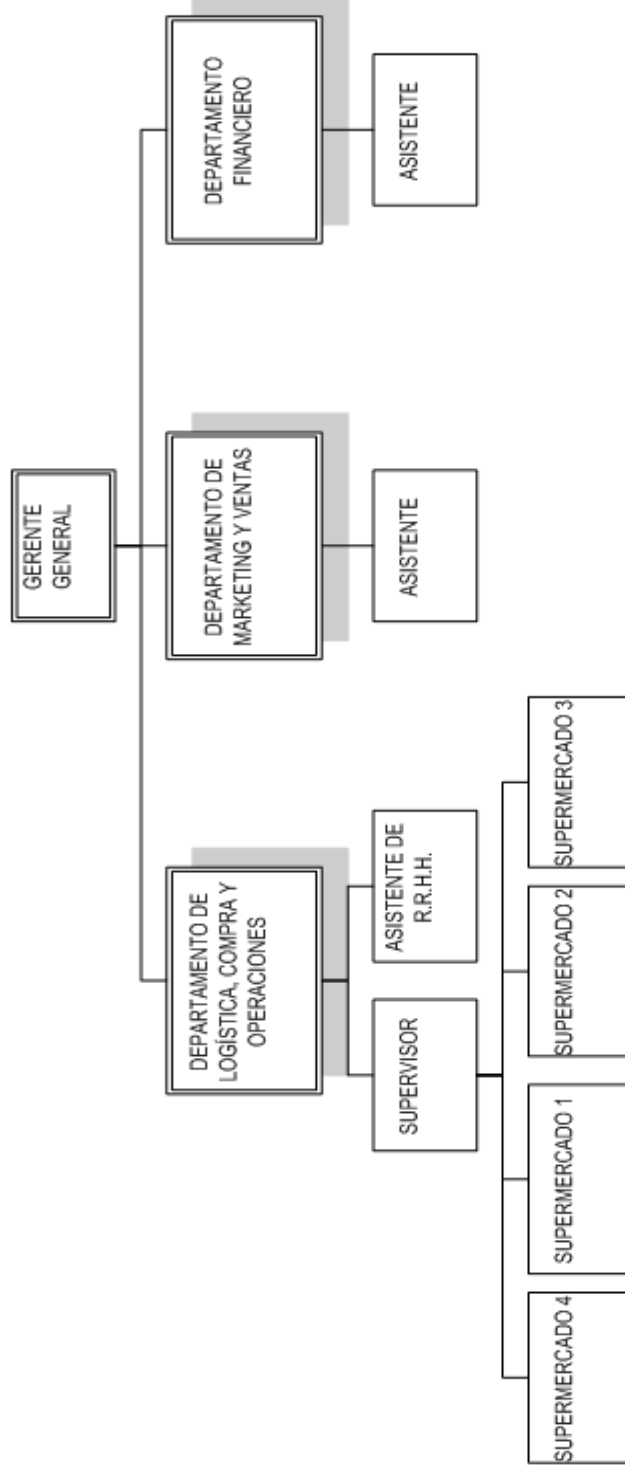 GERENTE
GENERAL
DEPARTAMENTO DE
LOGÍSTICA, COMPRA Y
OPERACIONES
DEPARTAMENTO DE
MARKETING Y VENTAS
DEPARTAMENTO
FINANCIERO
SUPERVISOR
ASISTENTE DE
R.R.H.H.
ASISTENTE
ASISTENTE
SUPERMERCADO 4
SUPERMERCADO 1
SUPERMERCADO 2
SUPERMERCADO 3